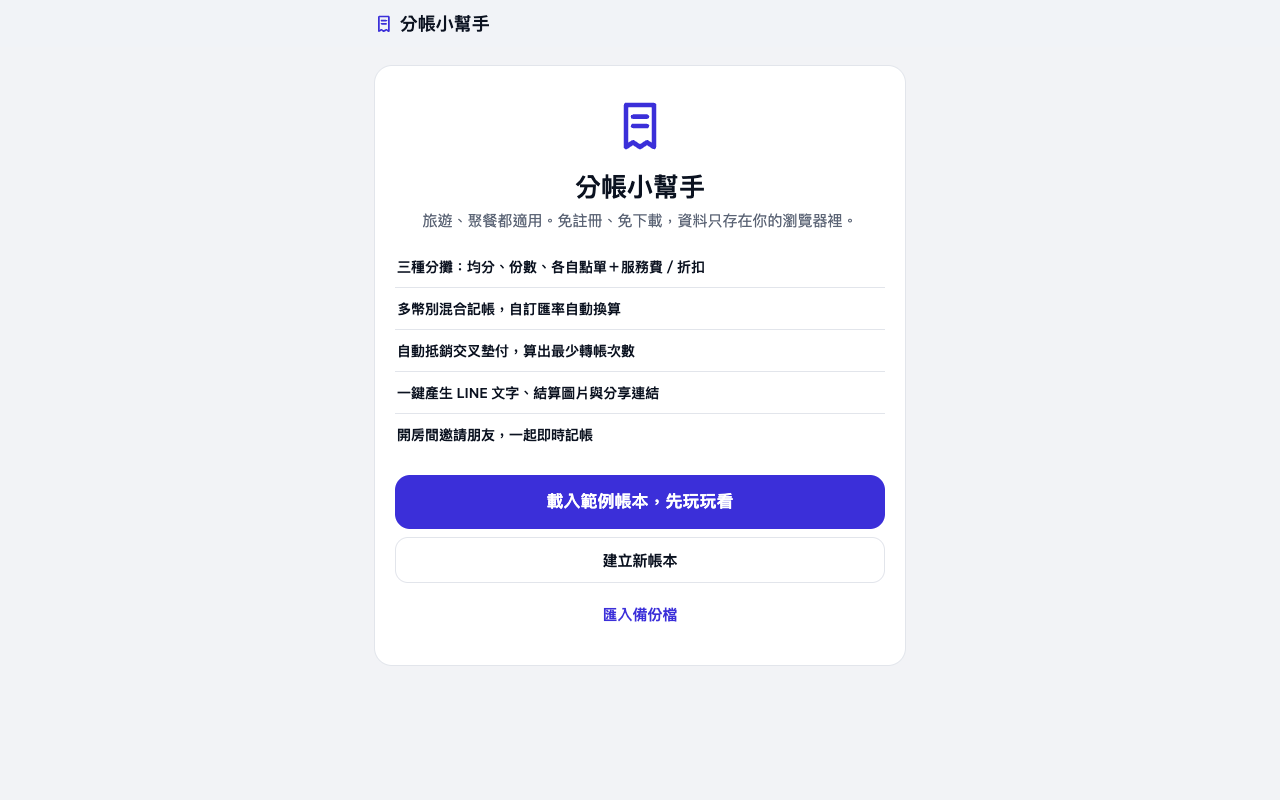 分帳小幫手
分帳小幫手
旅遊、聚餐都適用。免註冊、免下載，資料只存在你的瀏覽器裡。
三種分攤：均分、份數、各自點單＋服務費 / 折扣
多幣別混合記帳，自訂匯率自動換算
自動抵銷交叉墊付，算出最少轉帳次數
一鍵產生 LINE 文字、結算圖片與分享連結
開房間邀請朋友，一起即時記帳
載入範例帳本，先玩玩看
建立新帳本
匯入備份檔